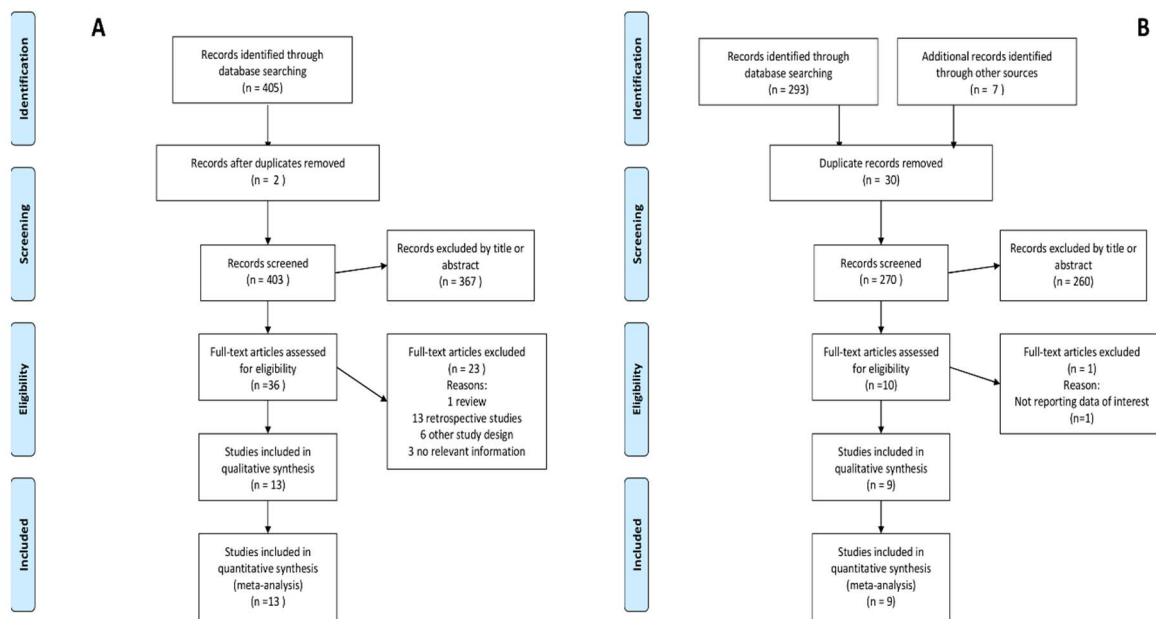 A
Identification
Screening
Eligibility
Included
Records identified through
database searching
(n = 405)
Records after duplicates removed
(n = 2 )
Records screened
(n = 403 )
Records excluded by title or
abstract
(n = 367)
Full-text articles assessed
for eligibility
(n =36 )
Full-text articles excluded
(n = 23 )
Reasons:
1 review
13 retrospective studies
6 other study design
3 no relevant information
Studies included in
qualitative synthesis
(n = 13)
Studies included in
quantitative synthesis
(meta-analysis)
(n =13 )
B
Identification
Screening
Eligibility
Included
Records identified through
database searching
(n = 293)
Additional records identified
through other sources
(n = 7 )
Duplicate records removed
(n = 30)
Records screened
(n = 270 )
Records excluded by title or
abstract
(n = 260)
Full-text articles assessed
for eligibility
(n =10)
Full-text articles excluded
(n = 1)
Reason:
Not reporting data of interest
(n=1)
Studies included in
qualitative synthesis
(n = 9)
Studies included in
quantitative synthesis
(meta-analysis)
(n = 9)